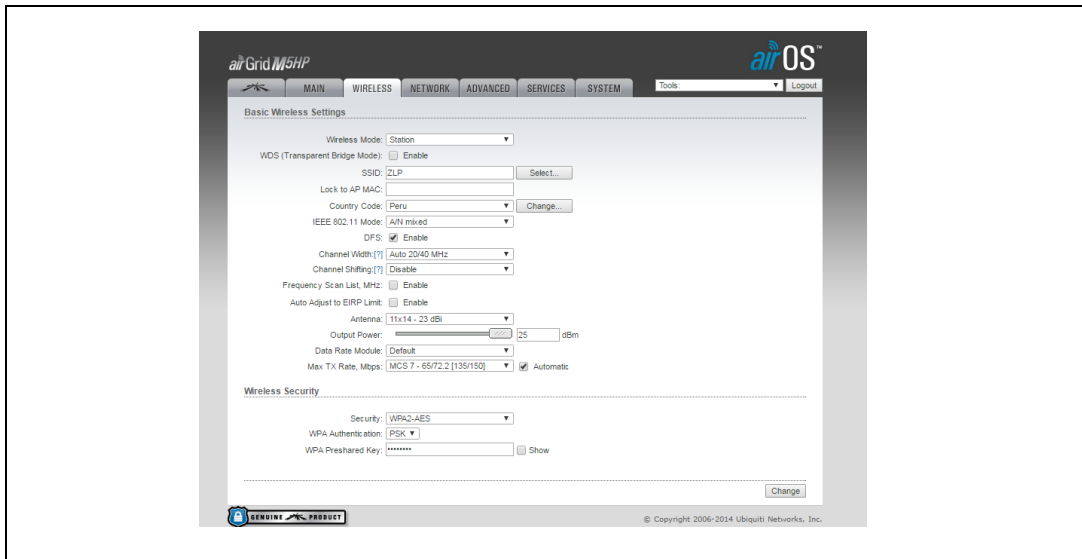 airGrid M5HP
airOS™
MAIN WIRELESS NETWORK ADVANCED SERVICES SYSTEM Tools: Logout
Basic Wireless Settings
Wireless Mode: Station
WDS (Transparent Bridge Mode): Enable
SSID: ZLP Select...
Lock to AP MAC:
Country Code: Peru Change...
IEEE 802.11 Mode: A/N mixed
DFS: Enable
Channel Width:[?] Auto 20/40 MHz
Channel Shifting:[?] Disable
Frequency Scan List, MHz: Enable
Auto Adjust to EIRP Limit: Enable
Antenna: 11x14 - 23 dBi
Output Power: 25 dBm
Data Rate Module: Default
Max TX Rate, Mbps: MCS 7 - 65/72.2 [135/150] Automatic
Wireless Security
Security: WPA2-AES
WPA Authentication: PSK
WPA Preshared Key: •••••••• Show
Change
GENUINE PRODUCT
© Copyright 2006-2014 Ubiquiti Networks, Inc.